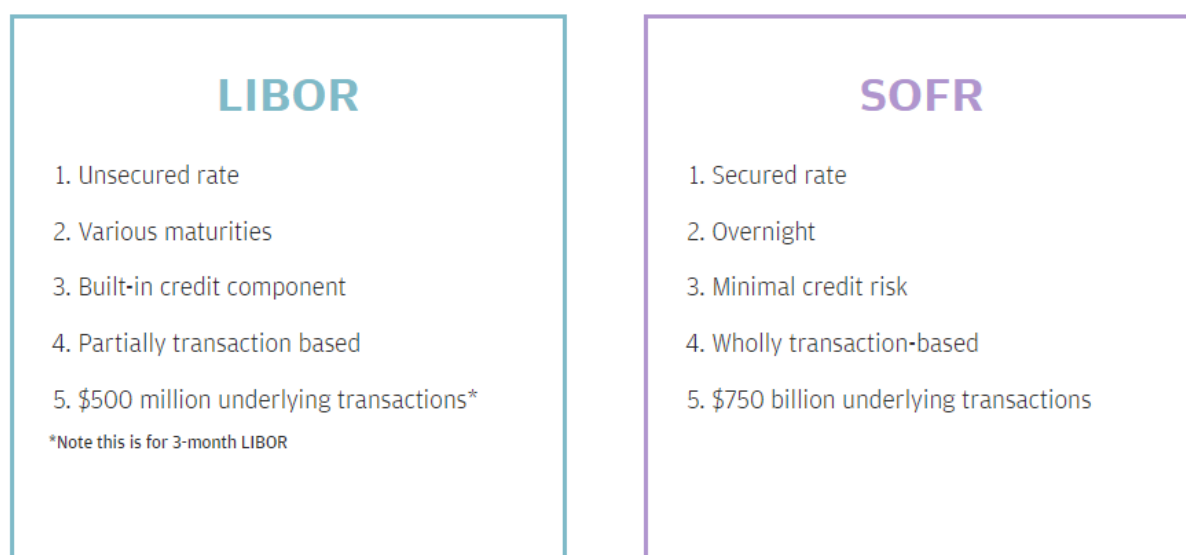 LIBOR
1. Unsecured rate
2. Various maturities
3. Built-in credit component
4. Partially transaction based
5. $500 million underlying transactions*
*Note this is for 3-month LIBOR
SOFR
1. Secured rate
2. Overnight
3. Minimal credit risk
4. Wholly transaction-based
5. $750 billion underlying transactions